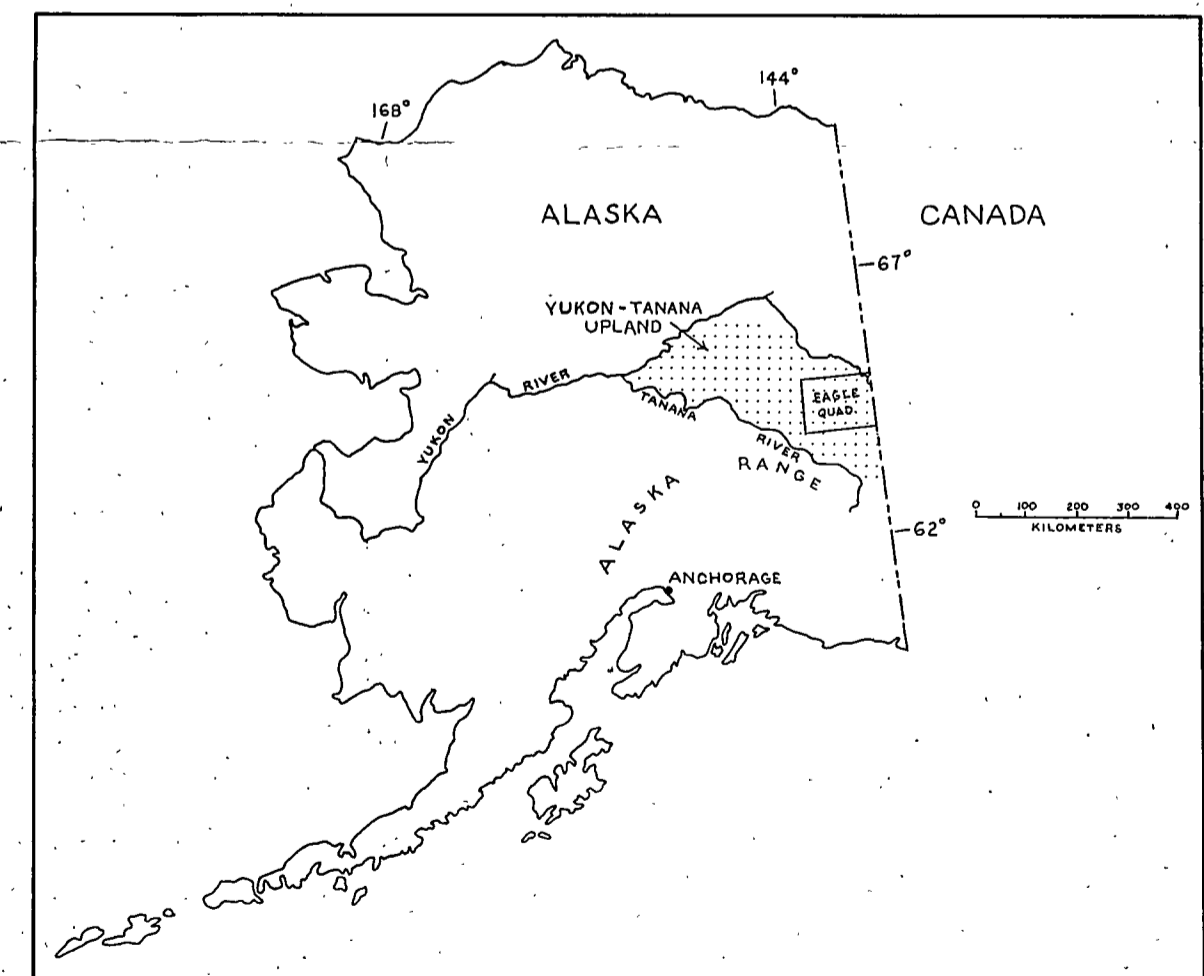 144°
168°
ALASKA
CANADA
67°
YUKON-TANANA
UPLAND
YUKON
RIVER
TANANA
RIVER
EAGLE
QUAD.
ALASKA
RANGE
0 100 200 300 400
KILOMETERS
62°
ANCHORAGE